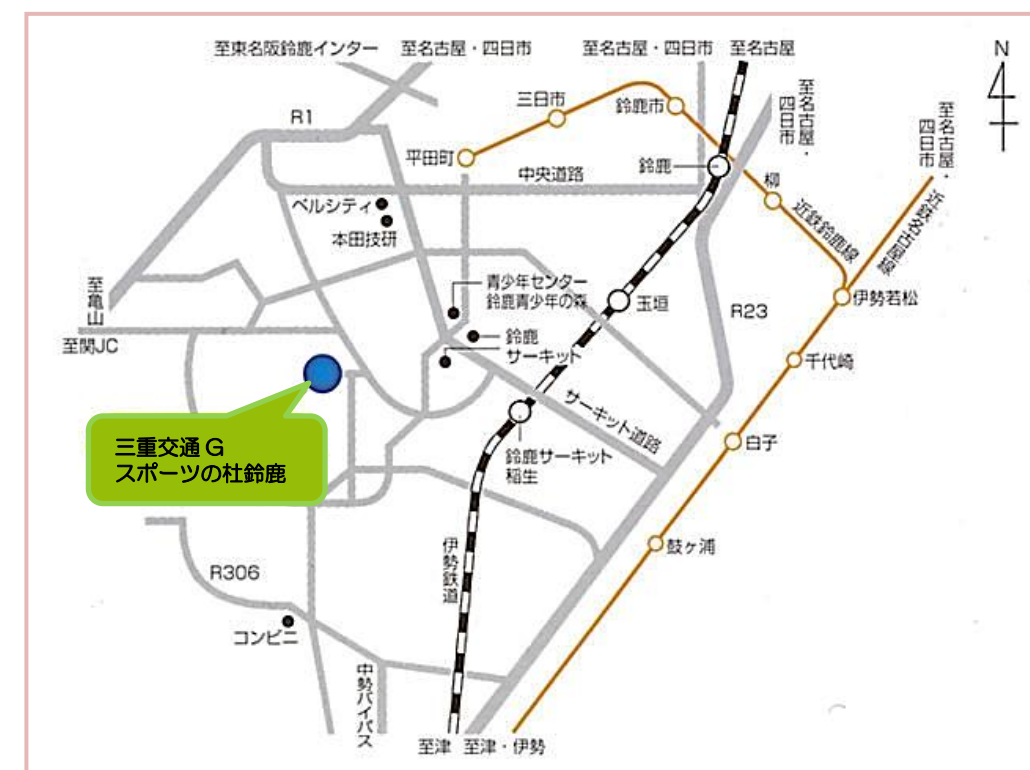 至東名阪鈴鹿インター
至名古屋・四日市
至名古屋・四日市
至名古屋
N
至名古屋・
四日市
至名古屋・
四日市
R1
三日市
鈴鹿市
平田町
鈴鹿
中央道路
柳
ベルシティ
本田技研
近鉄鈴鹿線
近鉄名古屋線
至亀山
青少年センター
鈴鹿青少年の森
玉垣
伊勢若松
R23
至関JC
鈴鹿
サーキット
千代崎
サーキット道路
三重交通G
スポーツの杜鈴鹿
鈴鹿サーキット
稲生
白子
鼓ヶ浦
伊勢鉄道
R306
コンビニ
中勢バイパス
至津
至津・伊勢